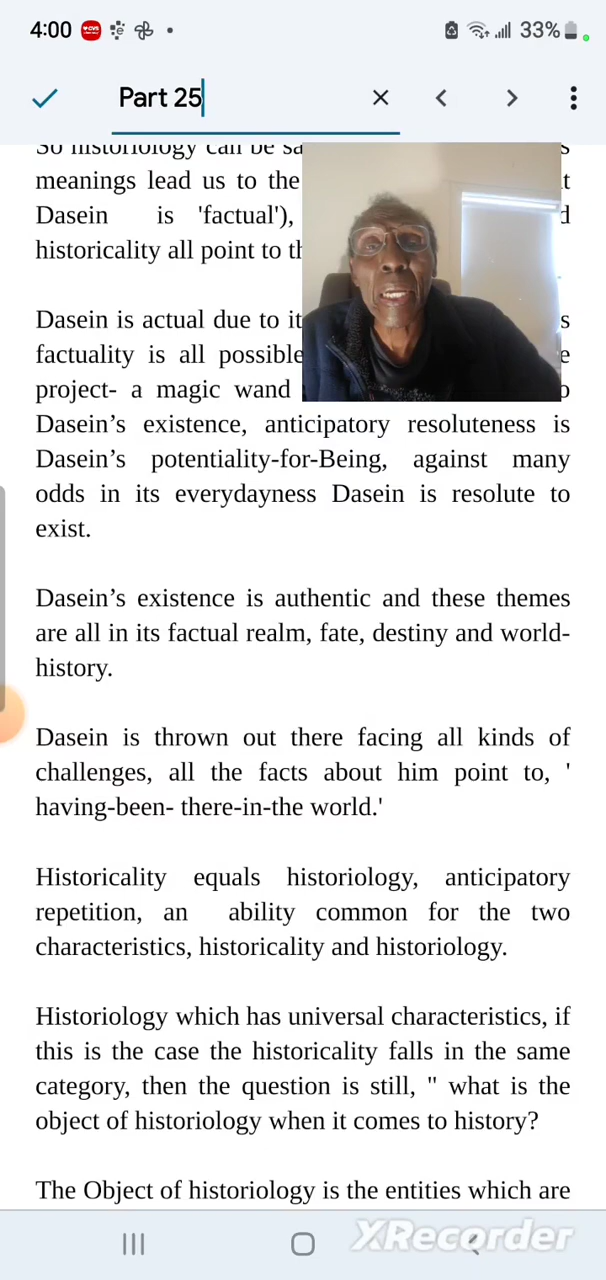 4:00
33%
Part 25
So historiology can be sa s
meanings lead us to the t
Dasein is 'factual'), d
historicality all point to th
Dasein is actual due to it s
factuality is all possible e
project- a magic wand o
Dasein’s existence, anticipatory resoluteness is
Dasein’s potentiality-for-Being, against many
odds in its everydayness Dasein is resolute to
exist.
Dasein’s existence is authentic and these themes
are all in its factual realm, fate, destiny and world-
history.
Dasein is thrown out there facing all kinds of
challenges, all the facts about him point to, '
having-been- there-in-the world.'
Historicality equals historiology, anticipatory
repetition, an ability common for the two
characteristics, historicality and historiology.
Historiology which has universal characteristics, if
this is the case the historicality falls in the same
category, then the question is still, " what is the
object of historiology when it comes to history?
The Object of historiology is the entities which are
XRecorder